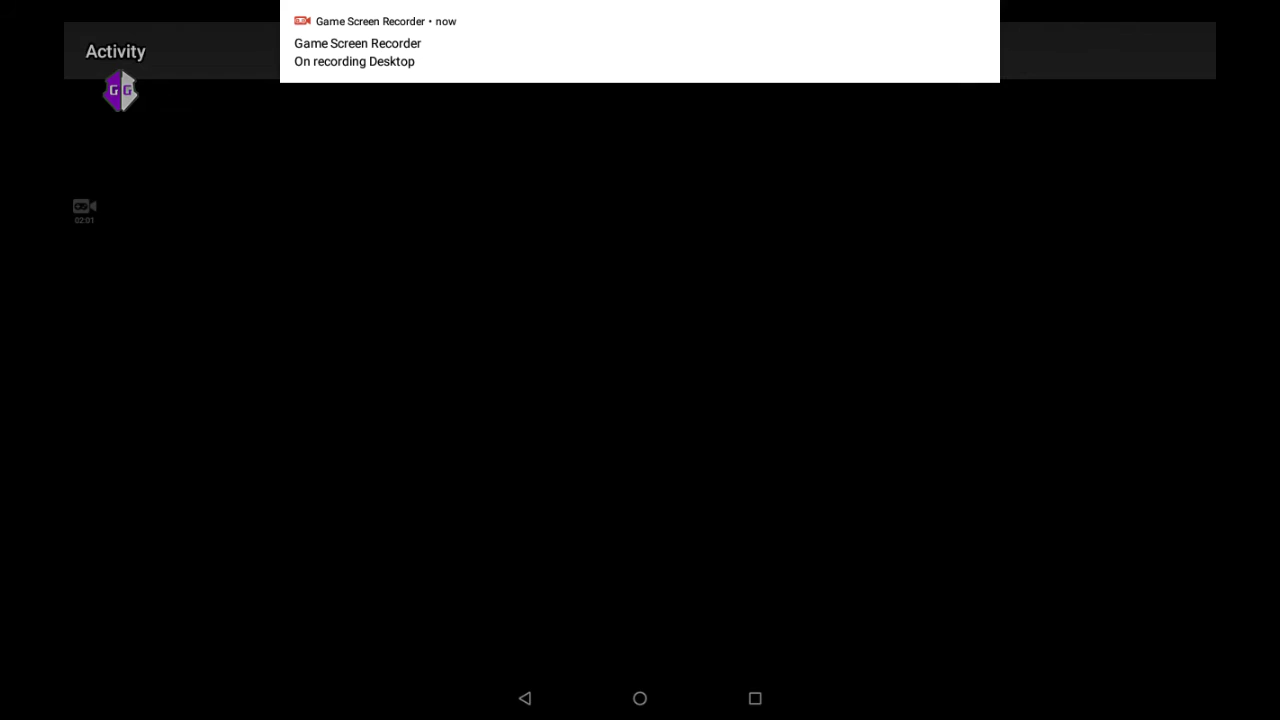 Game Screen Recorder • now
Game Screen Recorder
On recording Desktop
Activity
GG
02:01